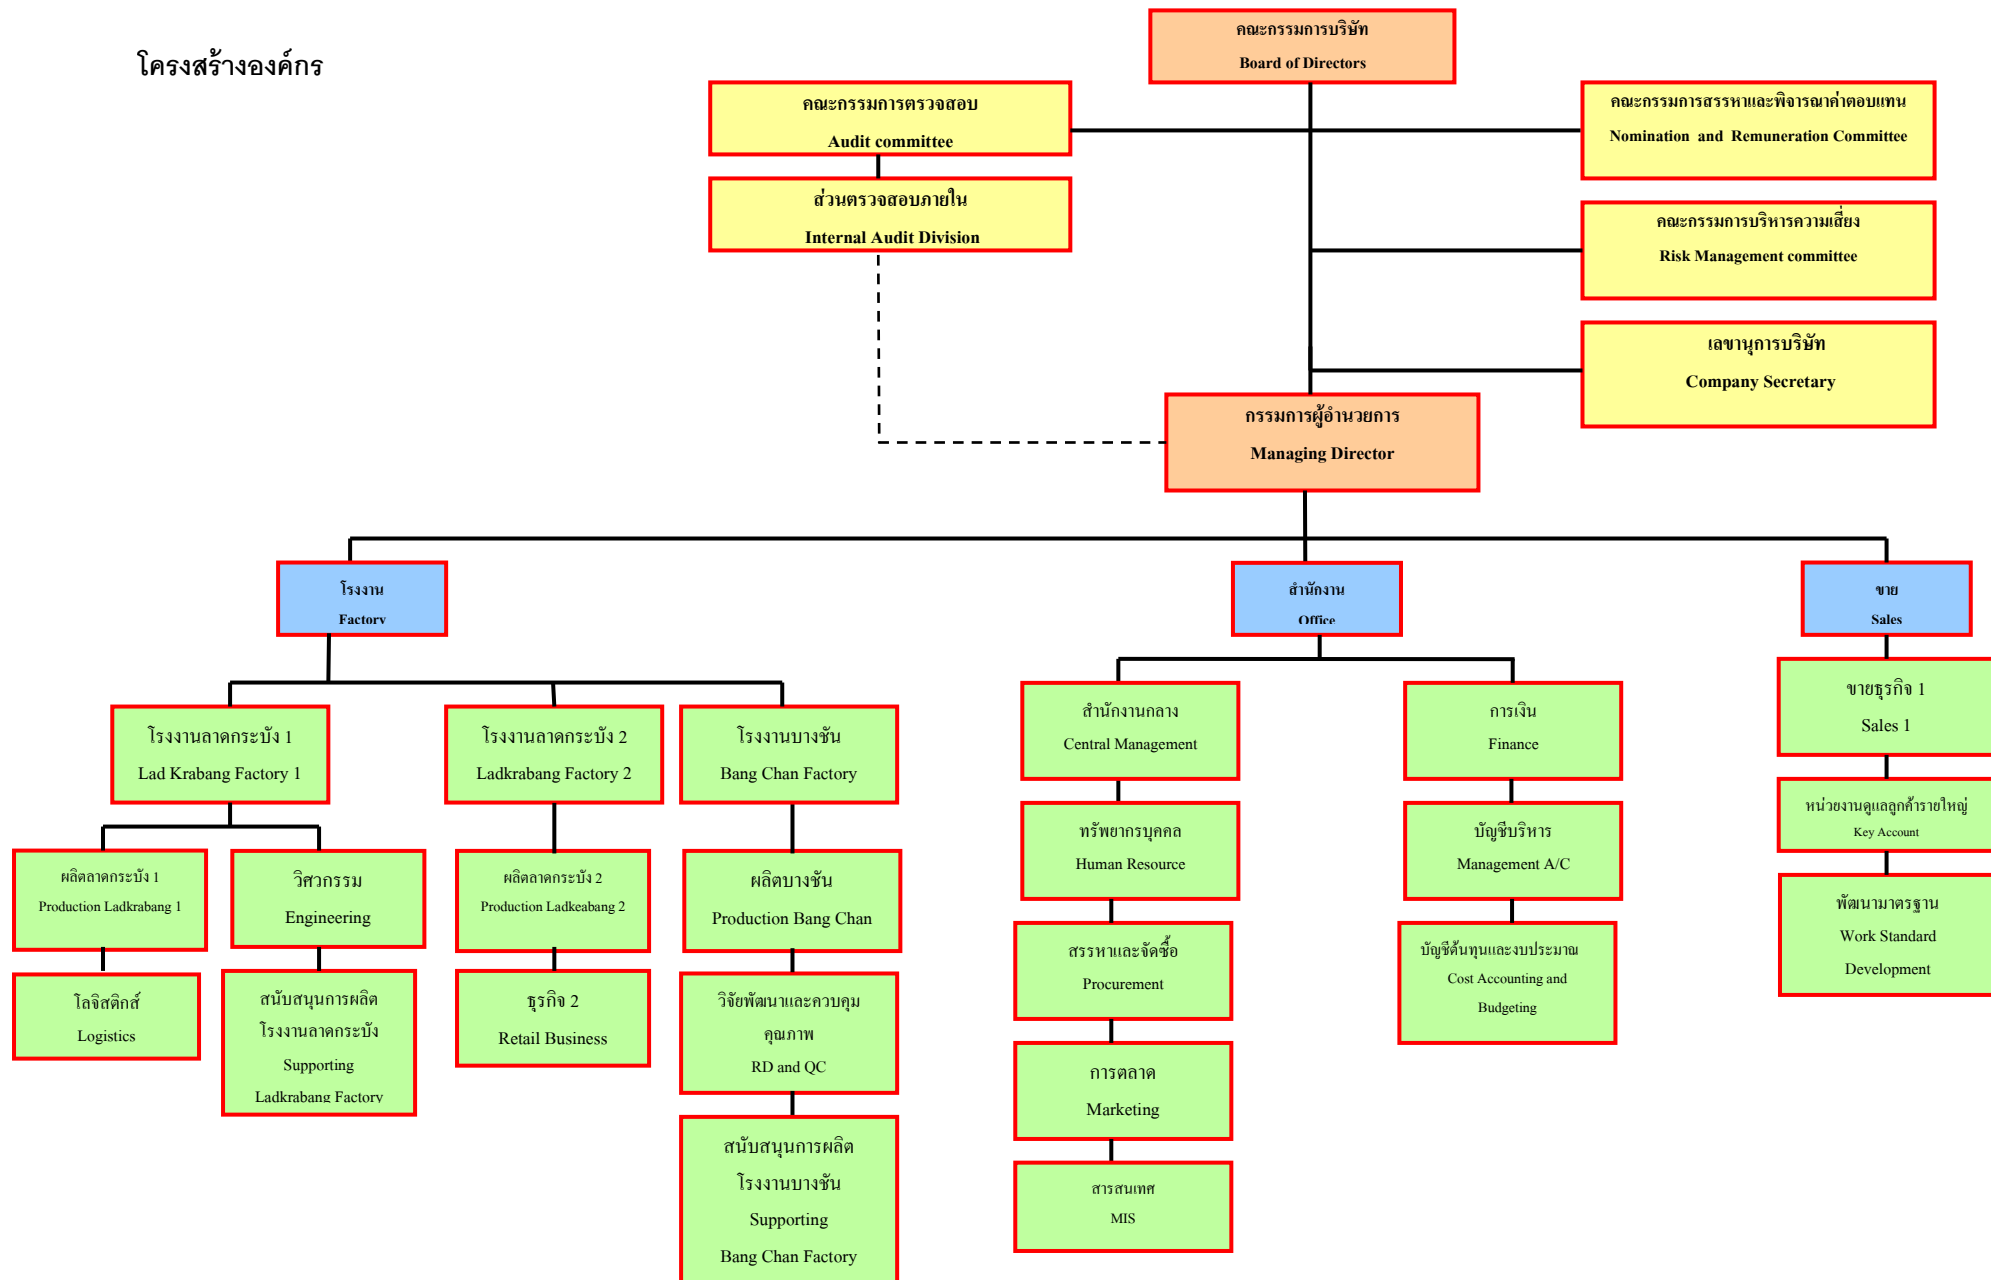 โครงสร้างองค์กร
คณะกรรมการบริษัท
Board of Directors
คณะกรรมการตรวจสอบ
Audit committee
คณะกรรมการสรรหาและพิจารณาค่าตอบแทน
Nomination and Remuneration Committee
ส่วนตรวจสอบภายใน
Internal Audit Division
คณะกรรมการบริหารความเสี่ยง
Risk Management committee
เลขานุการบริษัท
Company Secretary
กรรมการผู้อำนวยการ
Managing Director
โรงงาน
Factory
สำนักงาน
Office
ขาย
Sales
โรงงานลาดกระบัง 1
Lad Krabang Factory 1
โรงงานลาดกระบัง 2
Ladkrabang Factory 2
โรงงานบางชัน
Bang Chan Factory
สำนักงานกลาง
Central Management
การเงิน
Finance
ขายธุรกิจ 1
Sales 1
ผลิตลาดกระบัง 1
Production Ladkrabang 1
วิศวกรรม
Engineering
ผลิตลาดกระบัง 2
Production Ladkeabang 2
ผลิตบางชัน
Production Bang Chan
ทรัพยากรบุคคล
Human Resource
บัญชีบริหาร
Management A/C
หน่วยงานดูแลลูกค้ารายใหญ่
Key Account
โลจิสติกส์
Logistics
สนับสนุนการผลิต
โรงงานลาดกระบัง
Supporting
Ladkrabang Factory
ธุรกิจ 2
Retail Business
วิจัยพัฒนาและควบคุม
คุณภาพ
RD and QC
สรรหาและจัดซื้อ
Procurement
บัญชีต้นทุนและงบประมาณ
Cost Accounting and
Budgeting
พัฒนามาตรฐาน
Work Standard
Development
การตลาด
Marketing
สนับสนุนการผลิต
โรงงานบางชัน
Supporting
Bang Chan Factory
สารสนเทศ
MIS